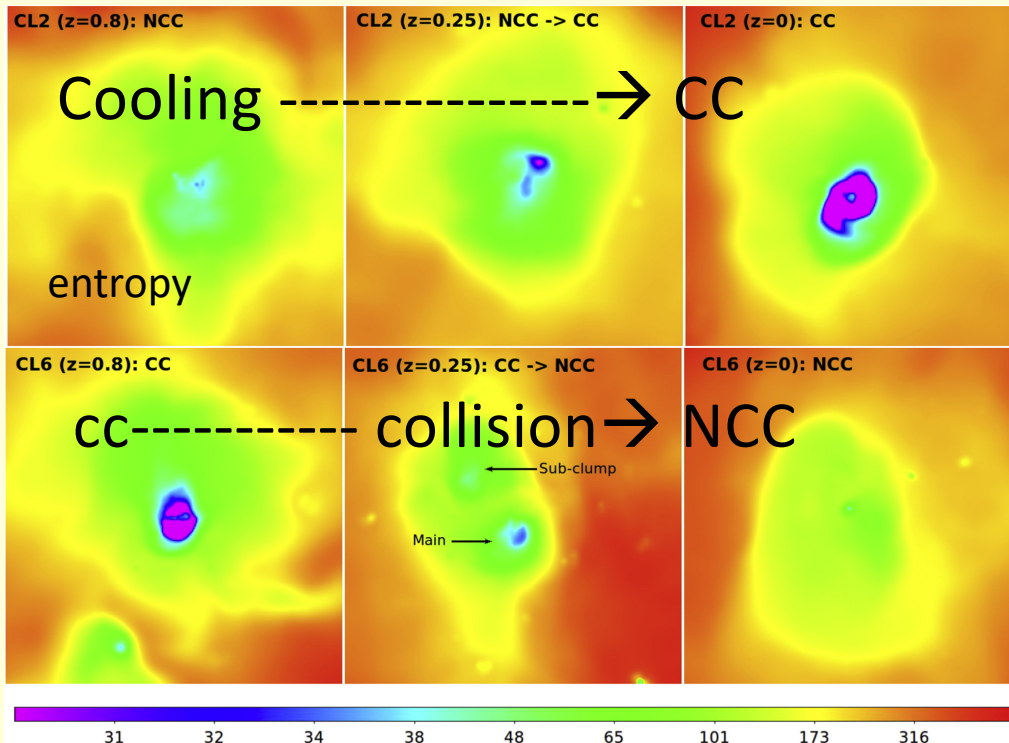 CL2 (z=0.8): NCC
CL2 (z=0.25): NCC -> CC
CL2 (z=0): CC
Cooling ---------------→ CC
entropy
CL6 (z=0.8): CC
CL6 (z=0.25): CC -> NCC
CL6 (z=0): NCC
cc----------- collision→ NCC
Sub-clump
Main
31 32 34 38 48 65 101 173 316